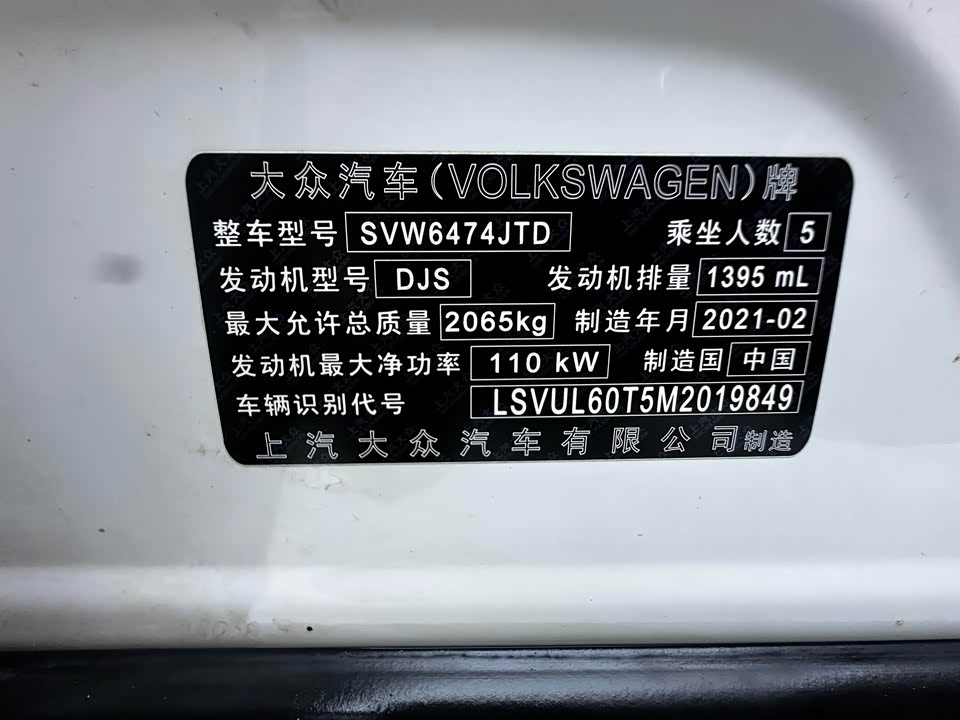 大众汽车(VOLKSWAGEN)牌
整车型号 SVW6474JTD 乘坐人数 5
发动机型号 DJS 发动机排量 1395 mL
最大允许总质量 2065kg 制造年月 2021-02
发动机最大净功率 110 kW 制造国 中国
车辆识别代号 LSVUL60T5M2019849
上汽大众汽车有限公司制造